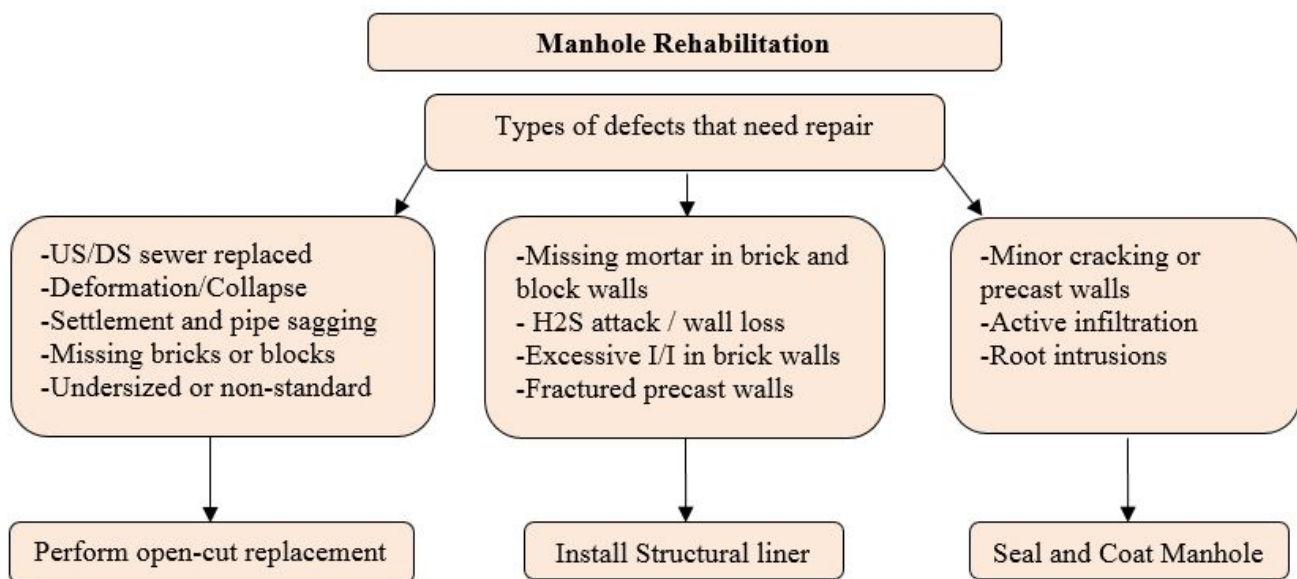 Manhole Rehabilitation
Types of defects that need repair
-US/DS sewer replaced
-Deformation/Collapse
-Settlement and pipe sagging
-Missing bricks or blocks
-Undersized or non-standard
-Missing mortar in brick and
block walls
- H2S attack / wall loss
-Excessive I/I in brick walls
-Fractured precast walls
-Minor cracking or
precast walls
-Active infiltration
-Root intrusions
Perform open-cut replacement
Install Structural liner
Seal and Coat Manhole